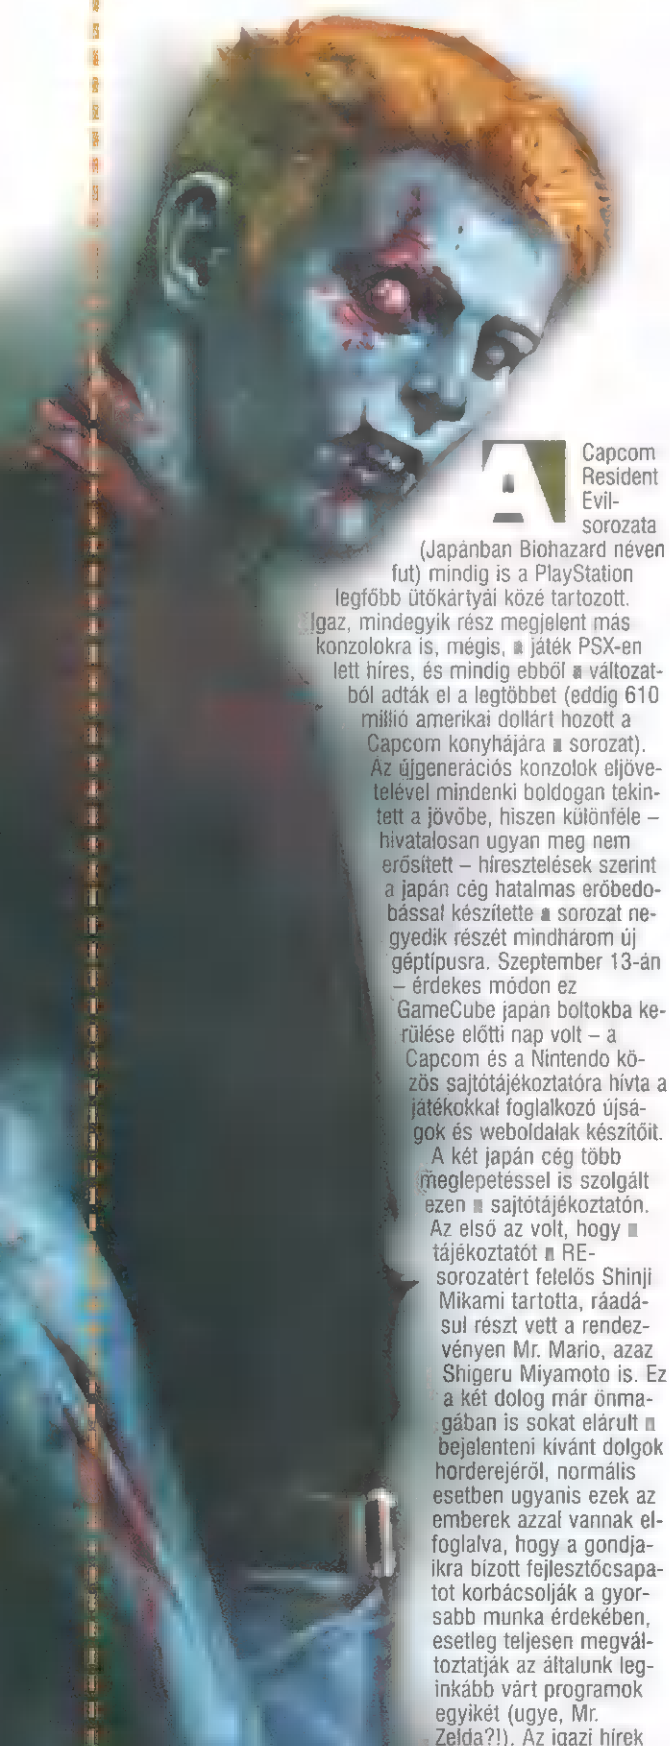 A Capcom
Resident
Evil-
sorozata
(Japánban Biohazard néven
fut) mindig is a PlayStation
legfőbb ütőkártyái közé tartozott.
Igaz, mindegyik rész megjelent más
konzolokra is, mégis, a játék PSX-en
lett híres, és mindig ebből a változat-
ból adták el a legtöbbet (eddig 610
millió amerikai dollárt hozott a
Capcom konyhájára a sorozat).
Az újgenerációs konzolok eljöve-
telével mindenki boldogan tekin-
tett a jövőbe, hiszen különféle –
hivatalosan ugyan meg nem
erősített – híresztelések szerint
a japán cég hatalmas erőbedo-
bással készítette a sorozat ne-
gyedik részét mindhárom új
géptípusra. Szeptember 13-án
– érdekes módon ez
GameCube japán boltokba ke-
rülése előtti nap volt – a
Capcom és a Nintendo kö-
zös sajtótájékoztatóra hívta a
játékokkal foglalkozó újsá-
gok és weboldalak készítőit.
A két japán cég több
meglepetéssel is szolgált
ezen a sajtótájékoztatón.
Az első az volt, hogy a
tájékoztatót a RE-
sorozatért felelős Shinji
Mikami tartotta, ráadá-
sul részt vett a rendez-
vényen Mr. Mario, azaz
Shigeru Miyamoto is. Ez
a két dolog már önma-
gában is sokat elárult a
bejelenteni kívánt dolgok
horderejéről, normális
esetben ugyanis ezek az
emberek azzal vannak el-
foglalva, hogy a gondja-
ikra bízott fejlesztőcsapa-
tot korbácsolják a gyor-
sabb munka érdekében,
esetleg teljesen megvál-
toztatják az általunk leg-
inkább várt programok
egyikét (ugye, Mr.
Zelda?!). Az igazi hírek